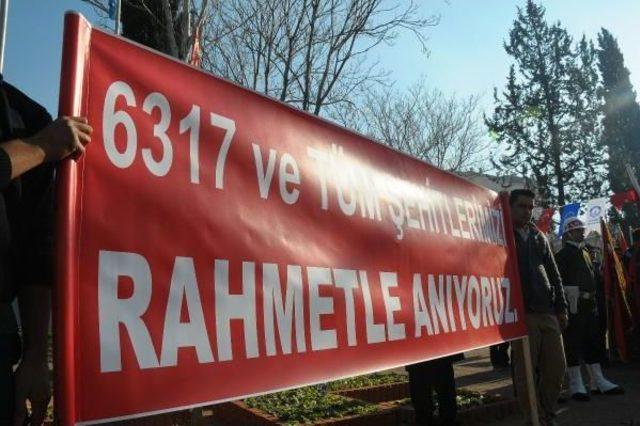 6317 ve TÜM ŞEHİTLERİMİZİ
RAHMETLE ANIYORUZ.